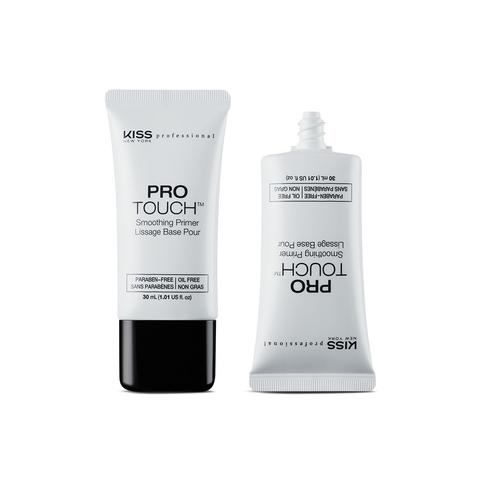 KISS professional
NEW YORK
PRO
TOUCH™
Smoothing Primer
Lissage Base Pour
PARABEN-FREE | OIL FREE
SANS PARABÈNES | NON GRAS
30 mL (1.01 US fl. oz)
KISS professional
NEW YORK
PRO
TOUCH™
Smoothing Primer
Lissage Base Pour
PARABEN-FREE | OIL FREE
SANS PARABÈNES | NON GRAS
30 mL (1.01 US fl. oz)